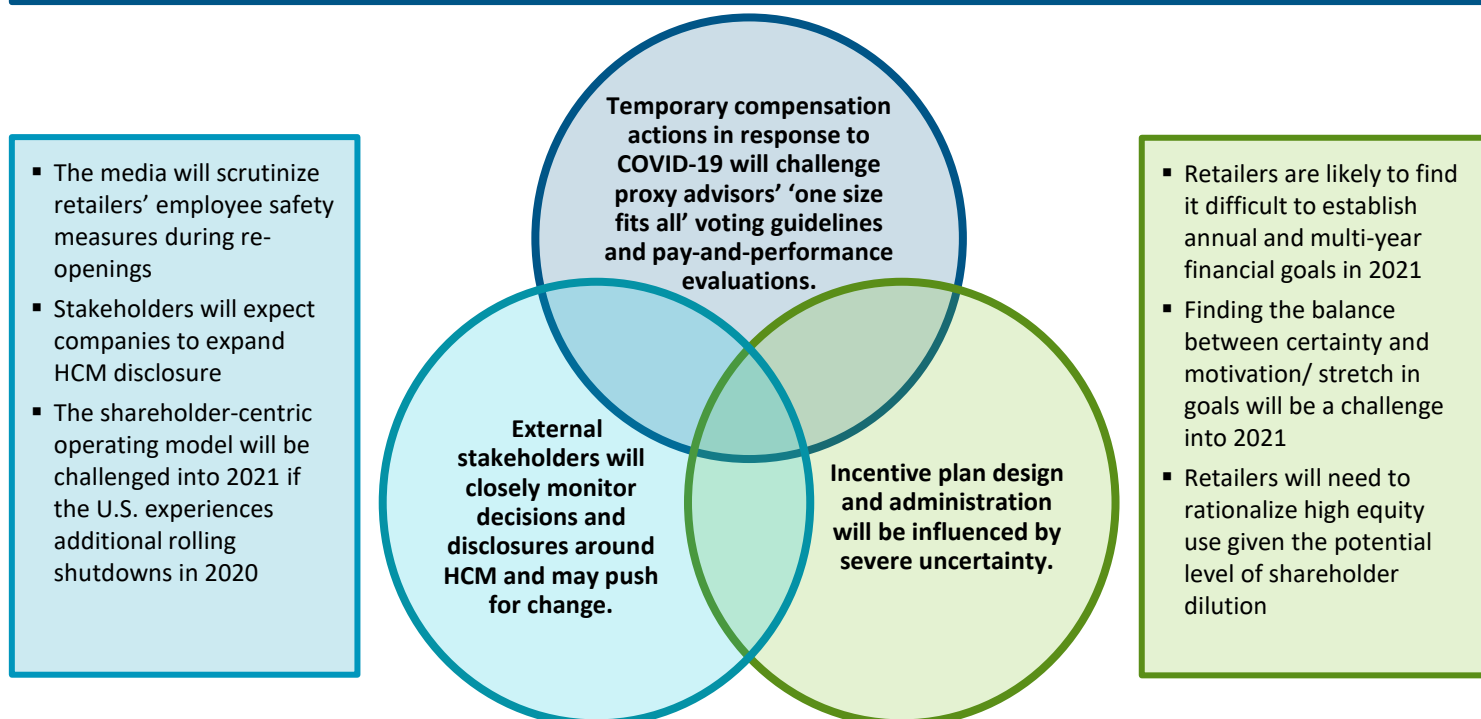 Temporary compensation
actions in response to
COVID-19 will challenge
proxy advisors' 'one size
fits all' voting guidelines
and pay-and-performance
evaluations.
▪ The media will scrutinize
retailers' employee safety
measures during re-
openings
▪ Stakeholders will expect
companies to expand
HCM disclosure
▪ The shareholder-centric
operating model will be
challenged into 2021 if
the U.S. experiences
additional rolling
shutdowns in 2020
External
stakeholders will
closely monitor
decisions and
disclosures around
HCM and may push
for change.
Incentive plan design
and administration
will be influenced by
severe uncertainty.
▪ Retailers are likely to find
it difficult to establish
annual and multi-year
financial goals in 2021
▪ Finding the balance
between certainty and
motivation/ stretch in
goals will be a challenge
into 2021
▪ Retailers will need to
rationalize high equity
use given the potential
level of shareholder
dilution